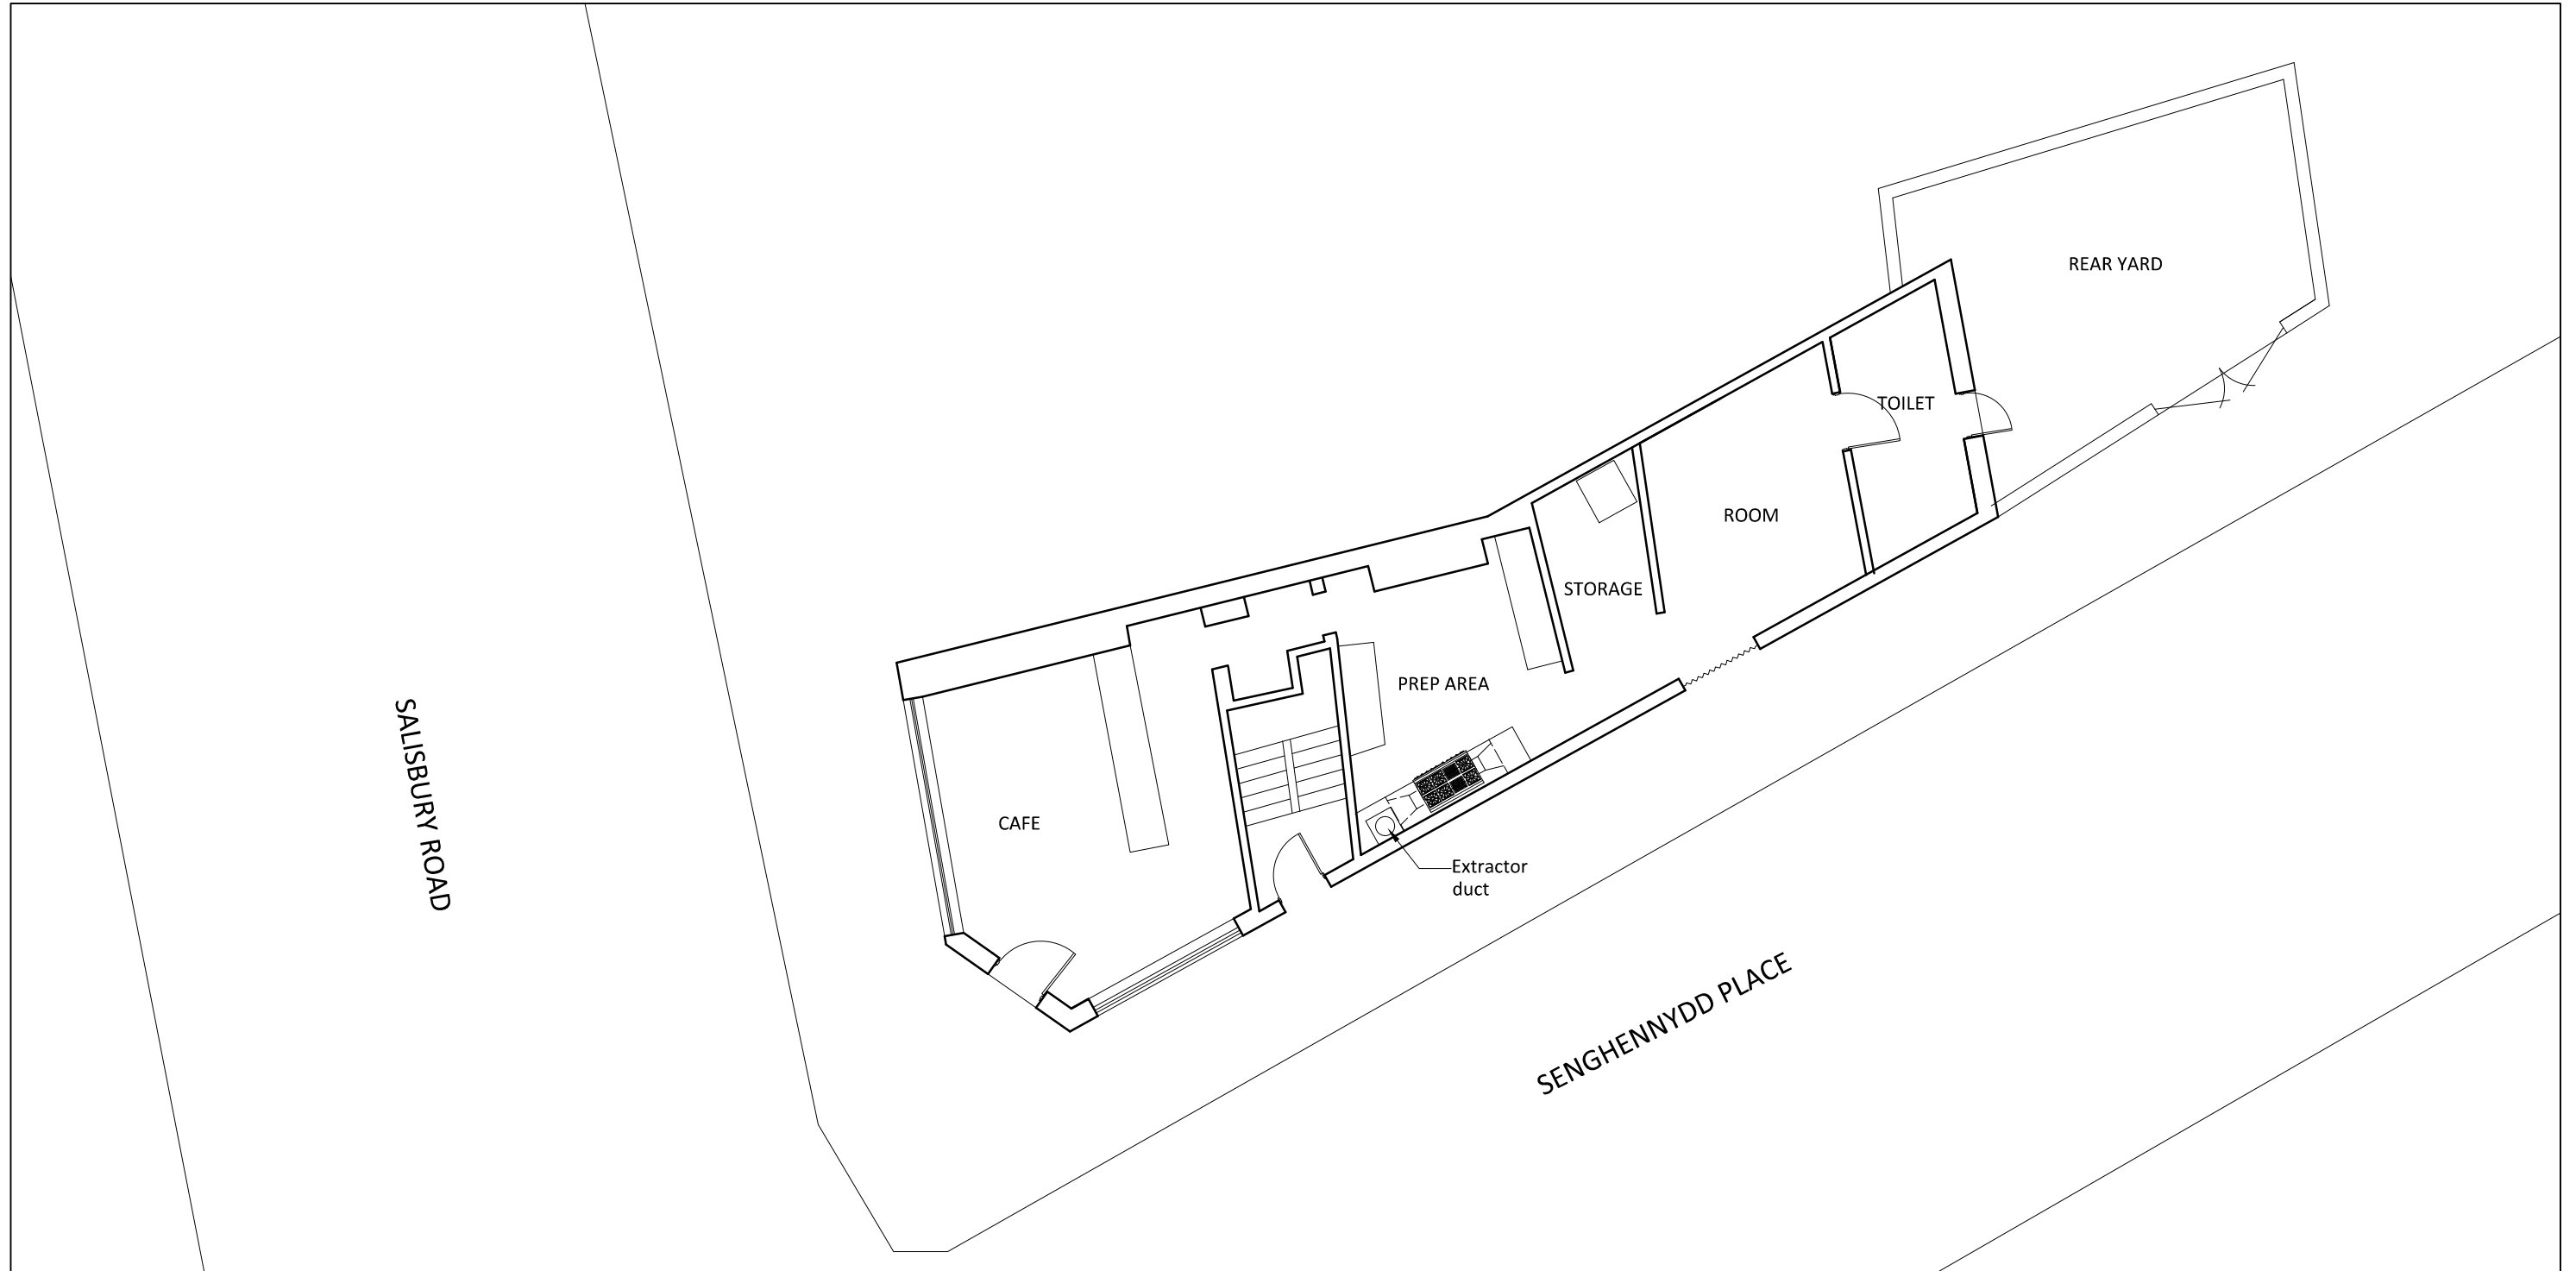 REAR YARD
TOILET
ROOM
STORAGE
PREP AREA
SALISBURY ROAD
CAFE
Extractor
duct
SENGHENNYDD PLACE